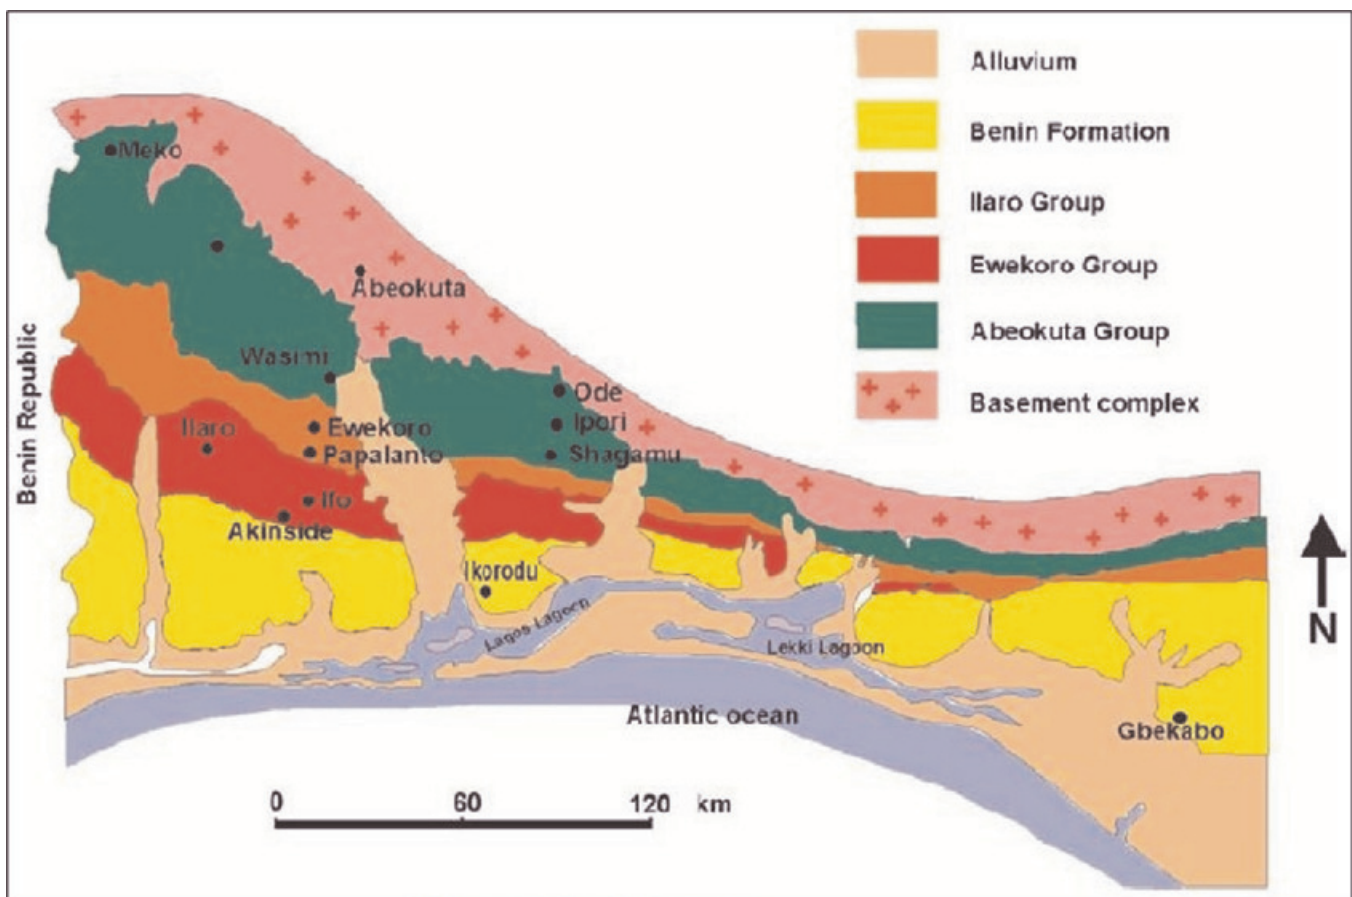 Alluvium
Benin Formation
Ilaro Group
Ewekoro Group
Abeokuta Group
Basement complex
Meko
Abeokuta
Benin Republic
Wasimi
Ode
Ilaro
Ewekoro
Ipori
Papalanto
Shagamu
Ifo
Akinside
Ikorodu
Lagos Lagoon
Lekki Lagoon
N
Atlantic ocean
Gbekabo
0 60 120 km